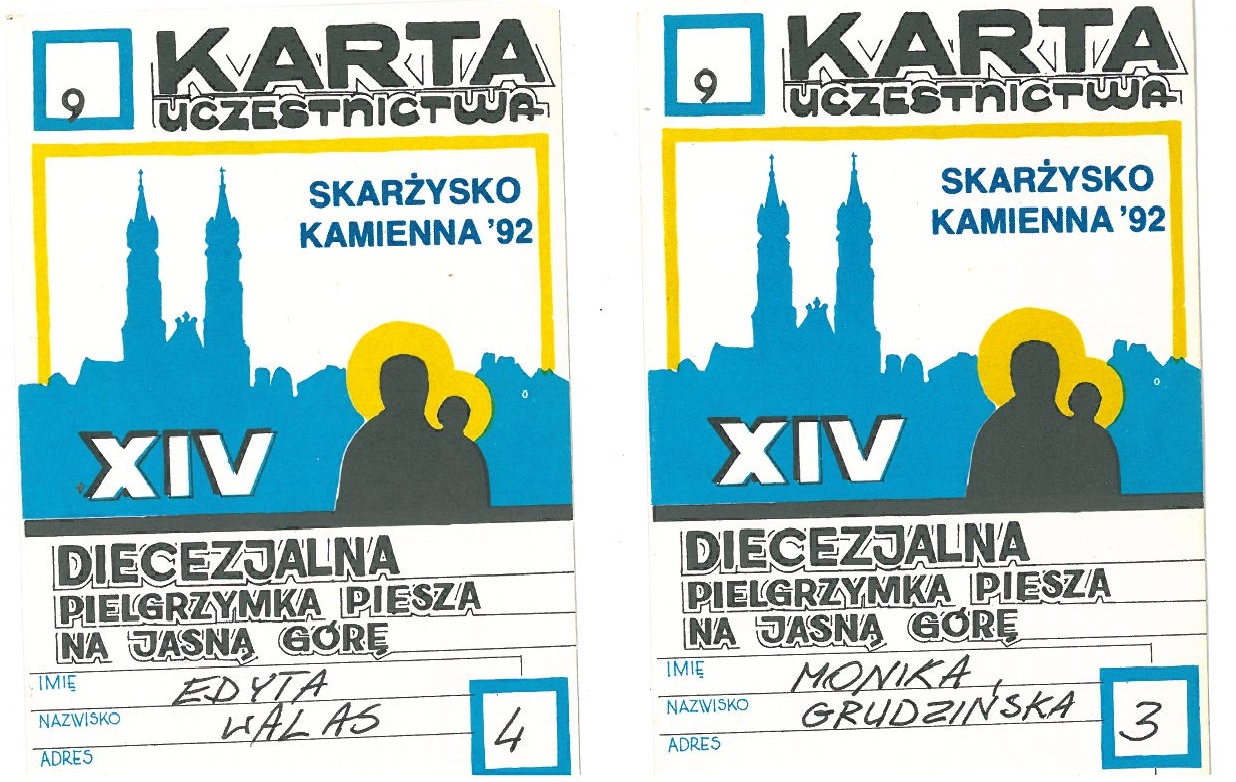 9
KARTA
UCZESTNICTWA
SKARŻYSKO
KAMIENNA '92
XIV
DIECEZJALNA
PIELGRZYMKA PIESZA
NA JASNĄ GÓRĘ
IMIĘ EDYTA
NAZWISKO WALAS
ADRES
4
9
KARTA
UCZESTNICTWA
SKARŻYSKO
KAMIENNA '92
XIV
DIECEZJALNA
PIELGRZYMKA PIESZA
NA JASNĄ GÓRĘ
IMIĘ MONIKA
NAZWISKO GRUDZIŃSKA
ADRES
3